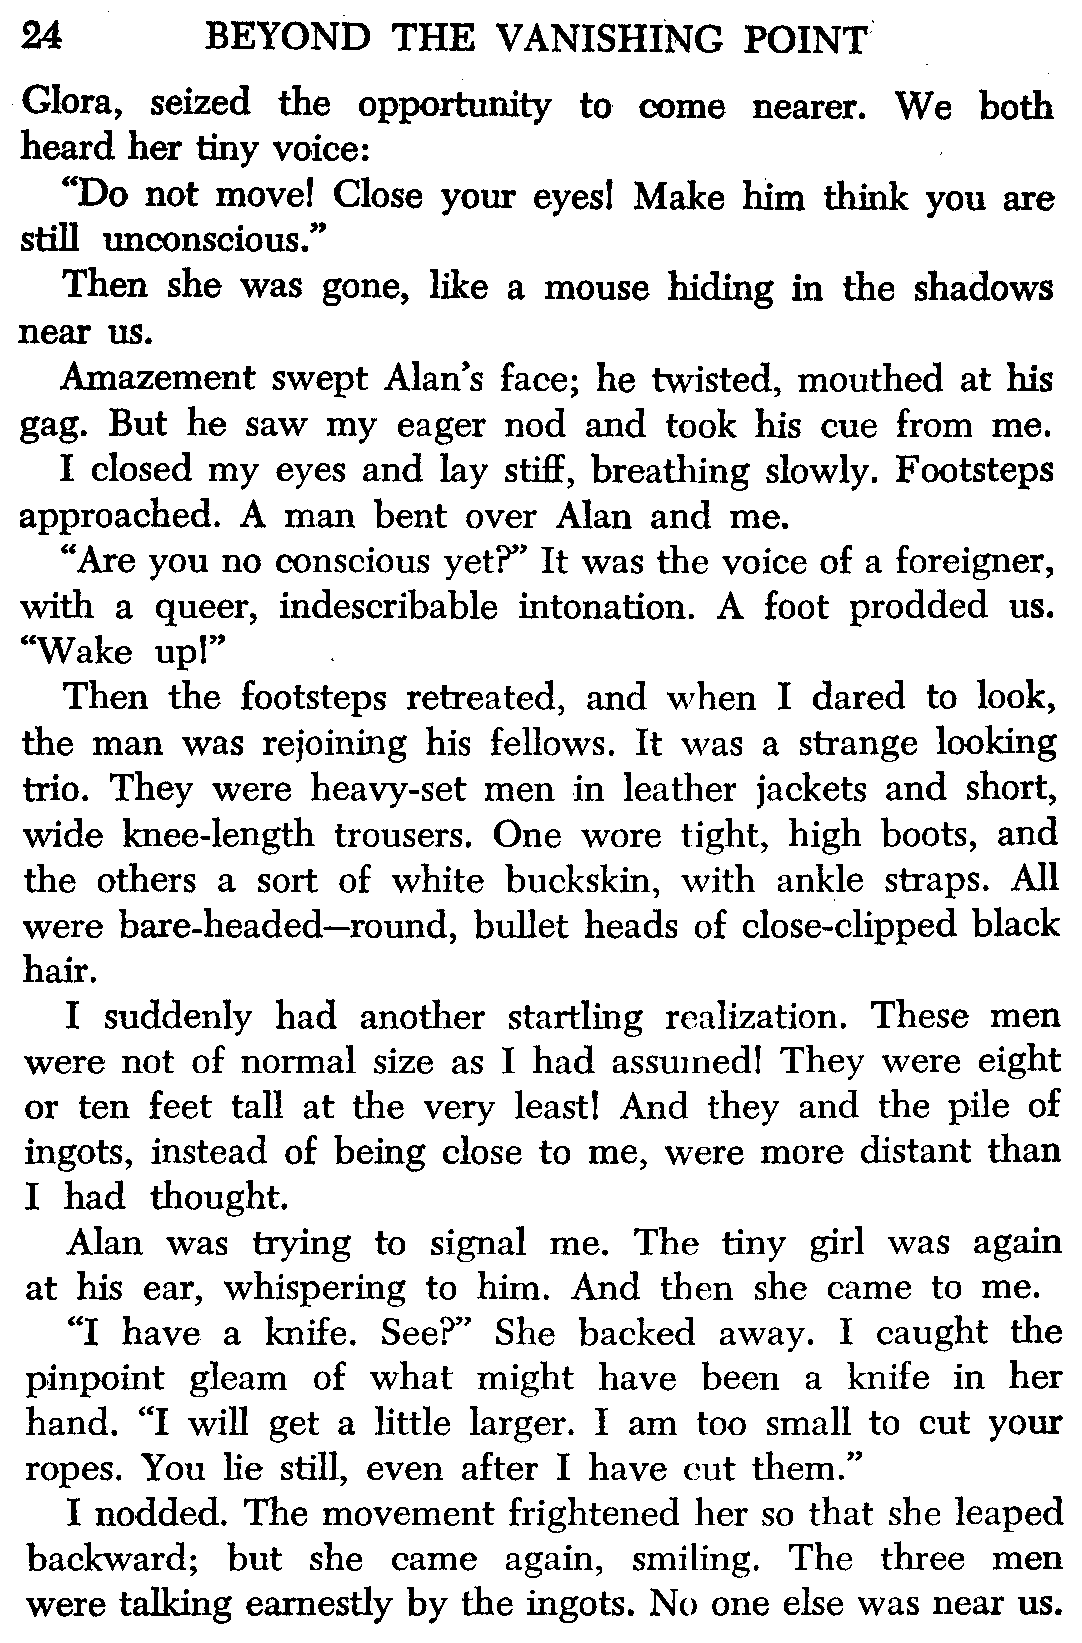 24 BEYOND THE VANISHING POINT
Glora, seized the opportunity to come nearer. We both
heard her tiny voice:
“Do not move! Close your eyes! Make him think you are
still unconscious.”
Then she was gone, like a mouse hiding in the shadows
near us.
Amazement swept Alan’s face; he twisted, mouthed at his
gag. But he saw my eager nod and took his cue from me.
I closed my eyes and lay stiff, breathing slowly. Footsteps
approached. A man bent over Alan and me.
“Are you no conscious yet?” It was the voice of a foreigner,
with a queer, indescribable intonation. A foot prodded us.
“Wake up!”
Then the footsteps retreated, and when I dared to look,
the man was rejoining his fellows. It was a strange looking
trio. They were heavy-set men in leather jackets and short,
wide knee-length trousers. One wore tight, high boots, and
the others a sort of white buckskin, with ankle straps. All
were bare-headed—round, bullet heads of close-clipped black
hair.
I suddenly had another startling realization. These men
were not of normal size as I had assumed! They were eight
or ten feet tall at the very least! And they and the pile of
ingots, instead of being close to me, were more distant than
I had thought.
Alan was trying to signal me. The tiny girl was again
at his ear, whispering to him. And then she came to me.
“I have a knife. See?” She backed away. I caught the
pinpoint gleam of what might have been a knife in her
hand. “I will get a little larger. I am too small to cut your
ropes. You lie still, even after I have cut them.”
I nodded. The movement frightened her so that she leaped
backward; but she came again, smiling. The three men
were talking earnestly by the ingots. No one else was near us.